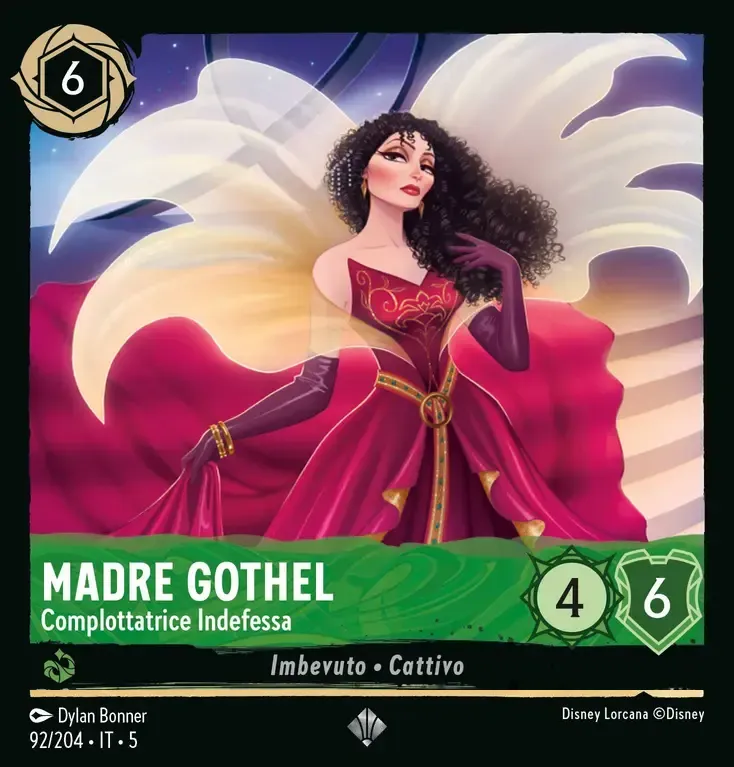 6
MADRE GOTHEL
Complottatrice Indefessa
4
6
Imbevuto • Cattivo
Dylan Bonner
92/204 • IT • 5
Disney Lorcana ©Disney